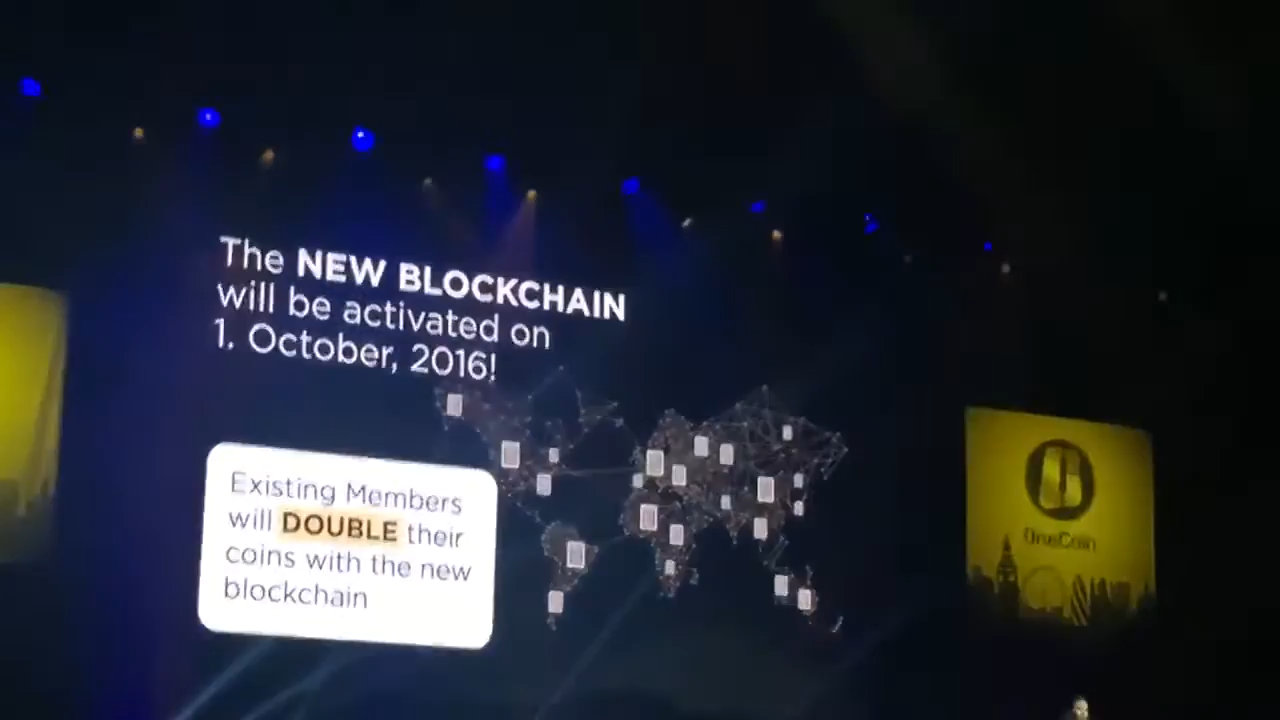 The NEW BLOCKCHAIN
will be activated on
1. October, 2016!
Existing Members
will DOUBLE their
coins with the new
blockchain
OneCoin